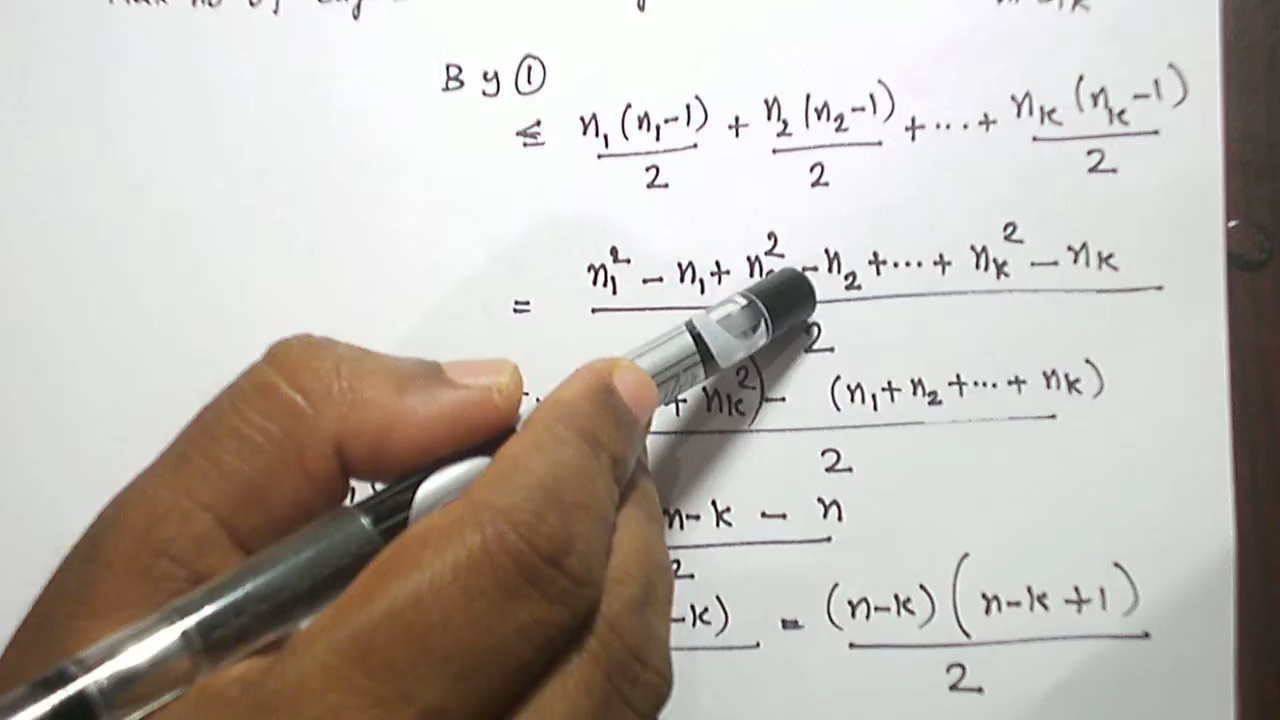 By ①
≤ n₁(n₁-1)/2 + n₂(n₂-1)/2 + ... + nₖ(nₖ-1)/2
= n₁² - n₁ + n₂² - n₂ + ... + nₖ² - nₖ / 2
+ nₖ²) - (n₁ + n₂ + ... + nₖ) / 2
n-k - n / 2
-k) = (n-k)(n-k+1) / 2